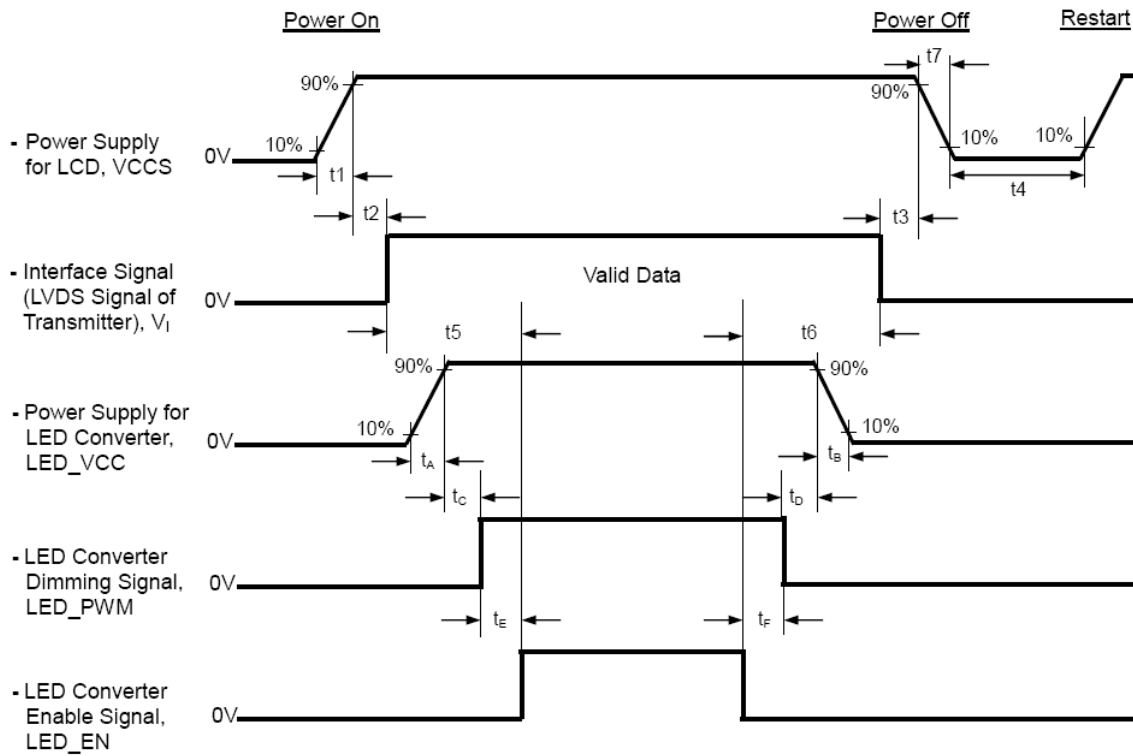 Power On
Power Off
Restart
t7
90%
90%
- Power Supply
for LCD, VCCS
0V
10%
10%
10%
t1
t4
t2
t3
- Interface Signal
(LVDS Signal of
Transmitter), VI
0V
Valid Data
t5
t6
90%
90%
- Power Supply for
LED Converter,
LED_VCC
0V
10%
10%
tA
tB
tC
tD
- LED Converter
Dimming Signal,
LED_PWM
0V
tE
tF
- LED Converter
Enable Signal,
LED_EN
0V